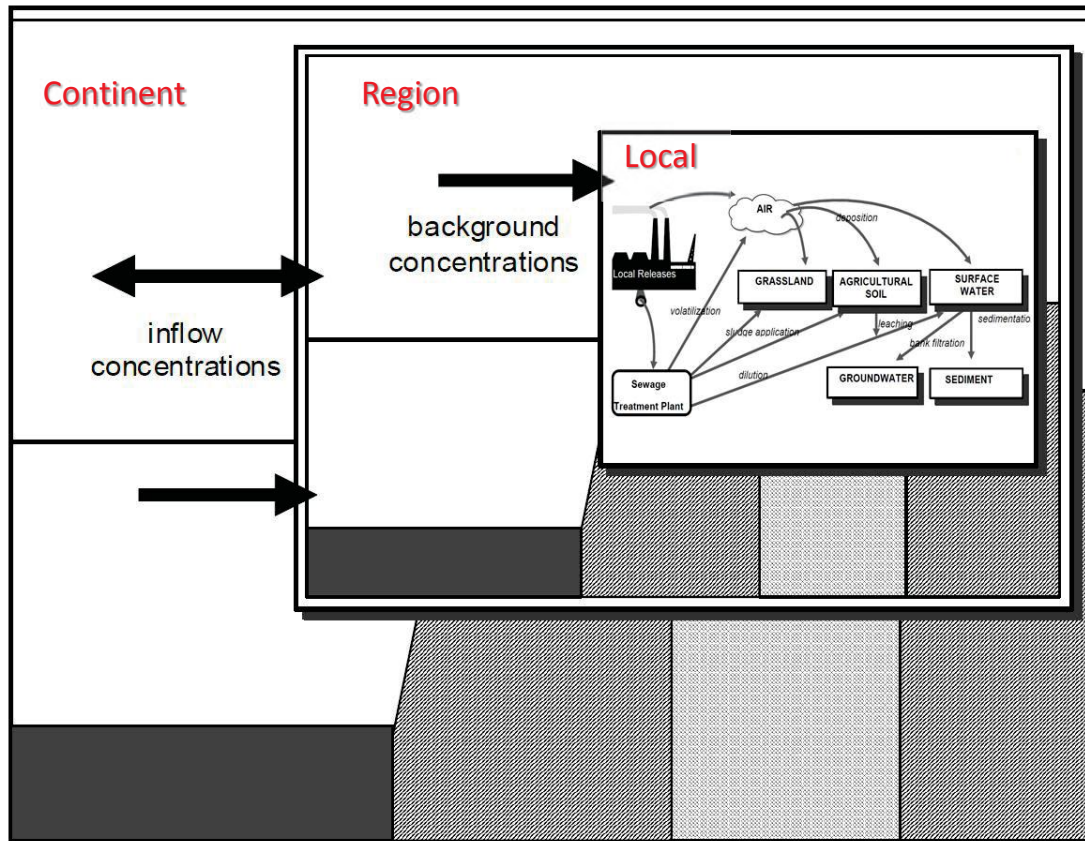 Continent
Region
Local
background
concentrations
inflow
concentrations
AIR
deposition
Local Releases
GRASSLAND
AGRICULTURAL
SOIL
SURFACE
WATER
volatilization
sludge application
leaching
sedimentatio
bank filtration
dilution
Sewage
Treatment Plant
GROUNDWATER
SEDIMENT